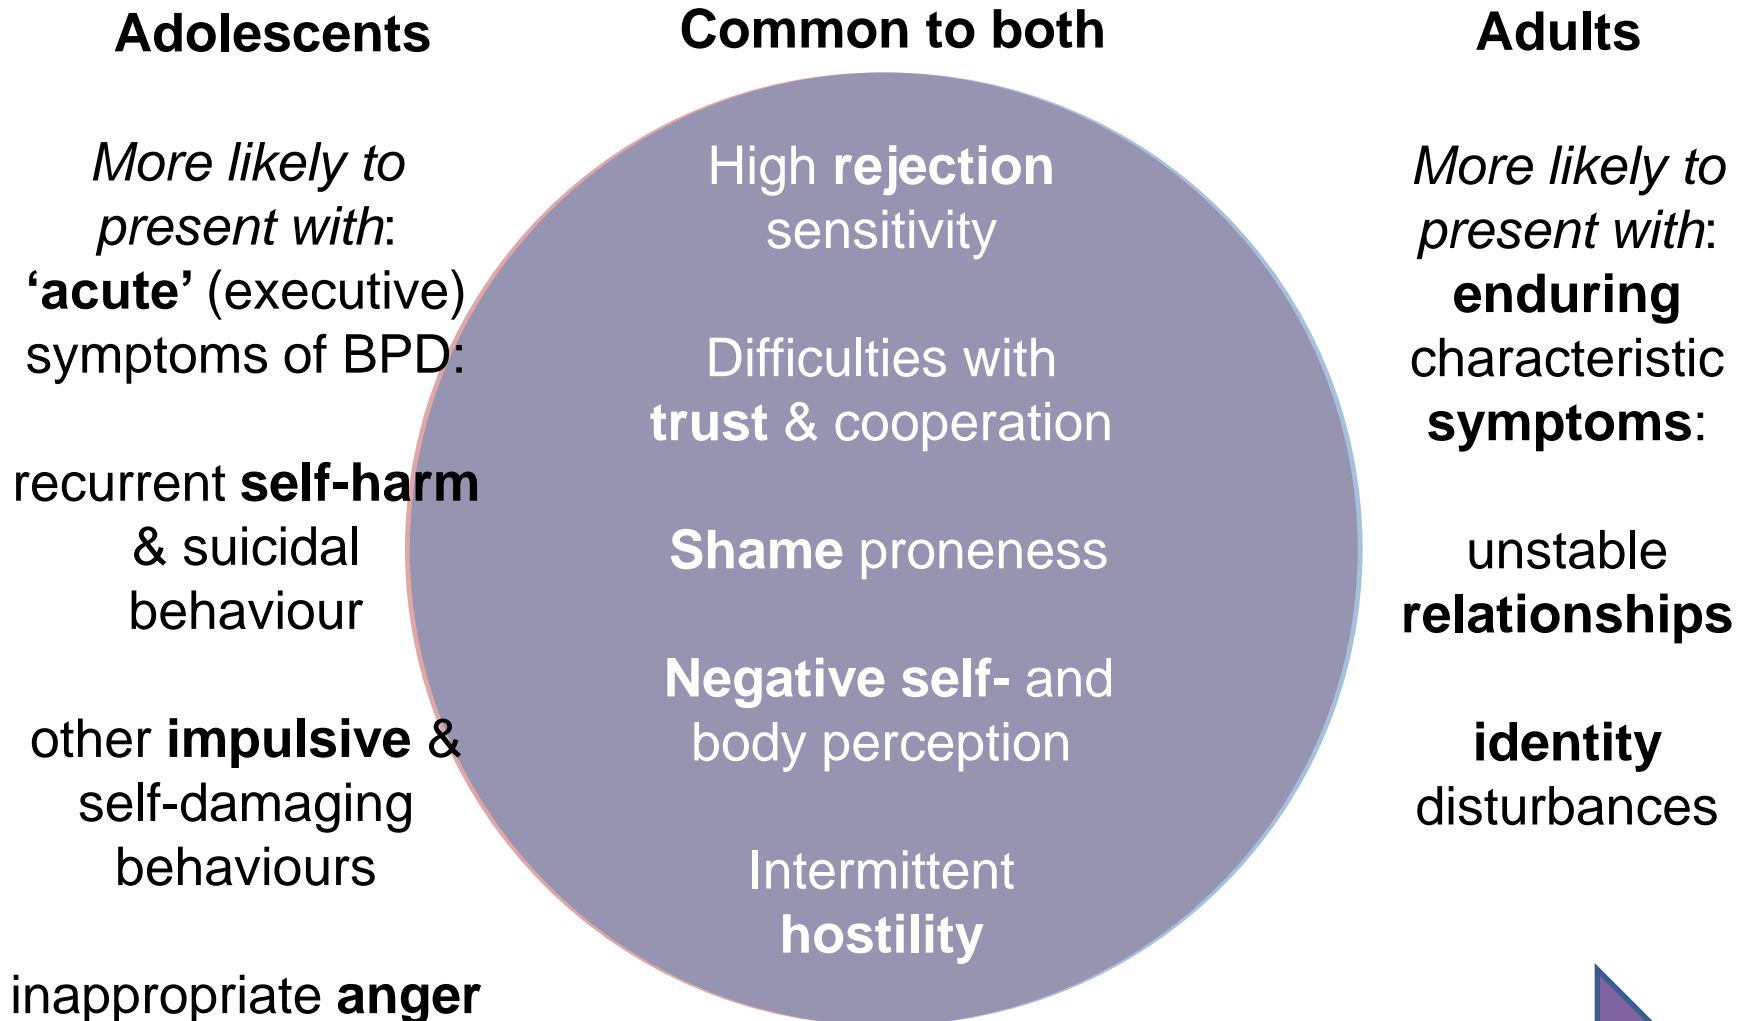 Adolescents
More likely to
present with:
‘acute’ (executive)
symptoms of BPD:
recurrent self-harm
& suicidal
behaviour
other impulsive &
self-damaging
behaviours
inappropriate anger
Common to both
High rejection
sensitivity
Difficulties with
trust & cooperation
Shame proneness
Negative self- and
body perception
Intermittent
hostility
Adults
More likely to
present with:
enduring
characteristic
symptoms:
unstable
relationships
identity
disturbances